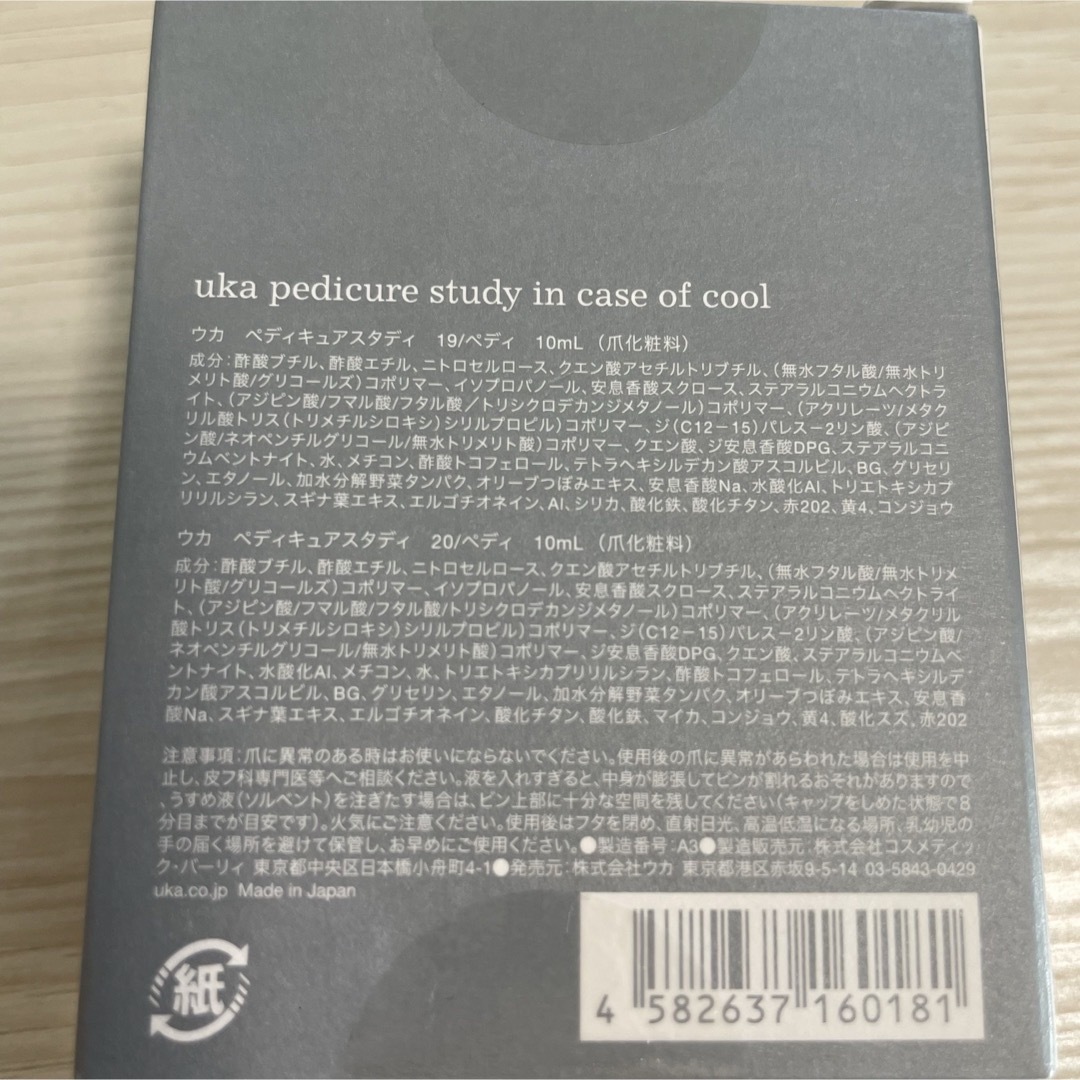 uka pedicure study in case of cool
ウカ　ペディキュアスタディ　19/ペディ　10mL（爪化粧料）
成分：酢酸ブチル、酢酸エチル、ニトロセルロース、クエン酸アセチルトリブチル、（無水フタル酸/無水トリ
メリト酸/グリコールズ）コポリマー、イソプロパノール、安息香酸スクロース、ステアラルコニウムヘクトラ
イト、（アジピン酸/フマル酸/フタル酸／トリシクロデカンジメタノール）コポリマー、（アクリレーツ/メタク
リル酸トリス（トリメチルシロキシ）シリルプロピル）コポリマー、ジ（C12－15）パレス－2リン酸、（アジピ
ン酸/ネオペンチルグリコール/無水トリメリト酸）コポリマー、クエン酸、ジ安息香酸DPG、ステアラルコニ
ウムベントナイト、水、メチコン、酢酸トコフェロール、テトラヘキシルデカン酸アスコルビル、BG、グリセリ
ン、エタノール、加水分解野菜タンパク、オリーブつぼみエキス、安息香酸Na、水酸化Al、トリエトキシカプ
リリルシラン、スギナ葉エキス、エルゴチオネイン、Al、シリカ、酸化鉄、酸化チタン、赤202、黄4、コンジョウ
ウカ　ペディキュアスタディ　20/ペディ　10mL（爪化粧料）
成分：酢酸ブチル、酢酸エチル、ニトロセルロース、クエン酸アセチルトリブチル、（無水フタル酸/無水トリメ
リト酸/グリコールズ）コポリマー、イソプロパノール、安息香酸スクロース、ステアラルコニウムヘクトライ
ト、（アジピン酸/フマル酸/フタル酸/トリシクロデカンジメタノール）コポリマー、（アクリレーツ/メタクリル
酸トリス（トリメチルシロキシ）シリルプロピル）コポリマー、ジ（C12－15）パレス－2リン酸、（アジピン酸/
ネオペンチルグリコール/無水トリメリト酸）コポリマー、ジ安息香酸DPG、クエン酸、ステアラルコニウムベ
ントナイト、水酸化Al、メチコン、水、トリエトキシカプリリルシラン、酢酸トコフェロール、テトラヘキシルデ
カン酸アスコルビル、BG、グリセリン、エタノール、加水分解野菜タンパク、オリーブつぼみエキス、安息香
酸Na、スギナ葉エキス、エルゴチオネイン、酸化チタン、酸化鉄、マイカ、コンジョウ、黄4、酸化スズ、赤202
注意事項：爪に異常のある時はお使いにならないでください。使用後の爪に異常があらわれた場合は使用を中
止し、皮フ科専門医等へご相談ください。液を入れすぎると、中身が膨張してビンが割れるおそれがありますので
、うすめ液（ソルベント）を注ぎたす場合は、ビン上部に十分な空間を残してください（キャップをしめた状態で8
分目までが目安です）。火気にご注意ください。使用後はフタを閉め、直射日光、高温低温になる場所、乳幼児の
手の届く場所を避けて保管し、お早めにご使用ください。●製造番号：A3●製造販売元：株式会社コスメティッ
ク・バーリィ 東京都中央区日本橋小舟町4-1●発売元：株式会社ウカ 東京都港区赤坂9-5-14 03-5843-0429
uka.co.jp Made in Japan
紙
4 582637 160181